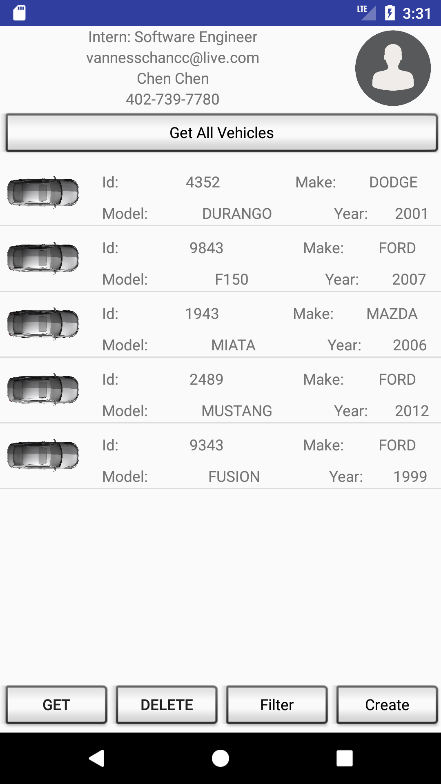 LTE 3:31
Intern: Software Engineer
vannesschancc@live.com
Chen Chen
402-739-7780
Get All Vehicles
Id: 4352 Make: DODGE
Model: DURANGO Year: 2001
Id: 9843 Make: FORD
Model: F150 Year: 2007
Id: 1943 Make: MAZDA
Model: MIATA Year: 2006
Id: 2489 Make: FORD
Model: MUSTANG Year: 2012
Id: 9343 Make: FORD
Model: FUSION Year: 1999
GET DELETE Filter Create